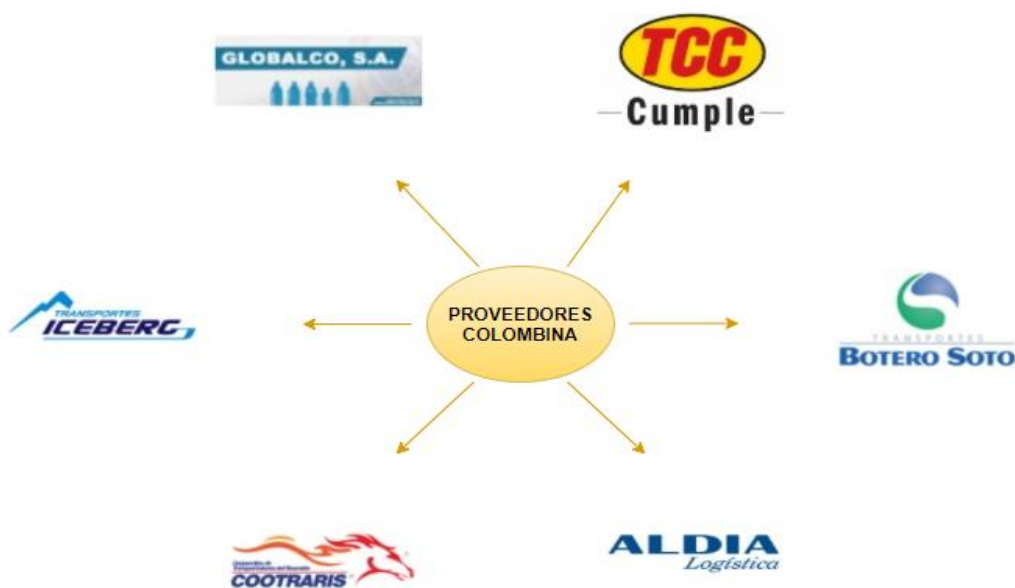 GLOBALCO, S.A.
TCC
Cumple
TRANSPORTES
ICEBERG
PROVEEDORES
COLOMBINA
TRANSPORTES
BOTERO SOTO
COOTRARIS
ALDIA
Logística